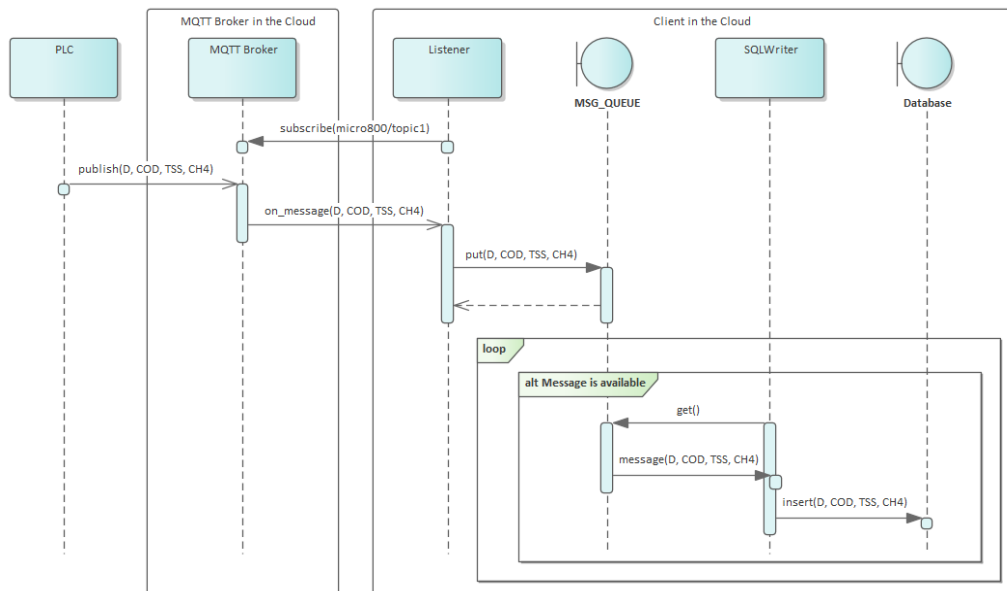 MQTT Broker in the Cloud
Client in the Cloud
PLC
MQTT Broker
Listener
MSG_QUEUE
SQLWriter
Database
subscribe(micro800/topic1)
publish(D, COD, TSS, CH4)
on_message(D, COD, TSS, CH4)
put(D, COD, TSS, CH4)
loop
alt Message is available
get()
message(D, COD, TSS, CH4)
insert(D, COD, TSS, CH4)